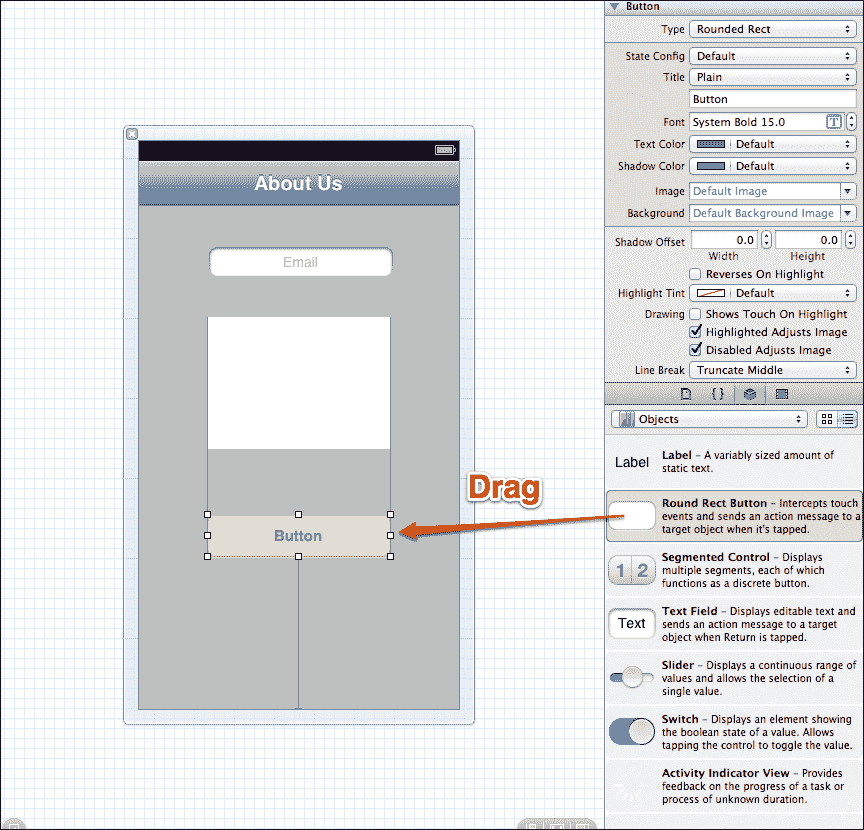 Button
Type Rounded Rect
State Config Default
Title Plain
Button
Font System Bold 15.0 T
Text Color Default
Shadow Color Default
Image Default Image
Background Default Background Image
Shadow Offset 0.0 0.0
Width Height
Reverses On Highlight
Highlight Tint Default
Drawing Shows Touch On Highlight
Highlighted Adjusts Image
Disabled Adjusts Image
Line Break Truncate Middle
{ }
Objects
Label Label – A variably sized amount of
static text.
Round Rect Button – Intercepts touch
events and sends an action message to a
target object when it's tapped.
1 2 Segmented Control – Displays
multiple segments, each of which
functions as a discrete button.
Text Text Field – Displays editable text and
sends an action message to a target
object when Return is tapped.
Slider – Displays a continuous range of
values and allows the selection of a
single value.
Switch – Displays an element showing
the boolean state of a value. Allows
tapping the control to toggle the value.
Activity Indicator View – Provides
feedback on the progress of a task or
process of unknown duration.
About Us
Email
Button
Drag